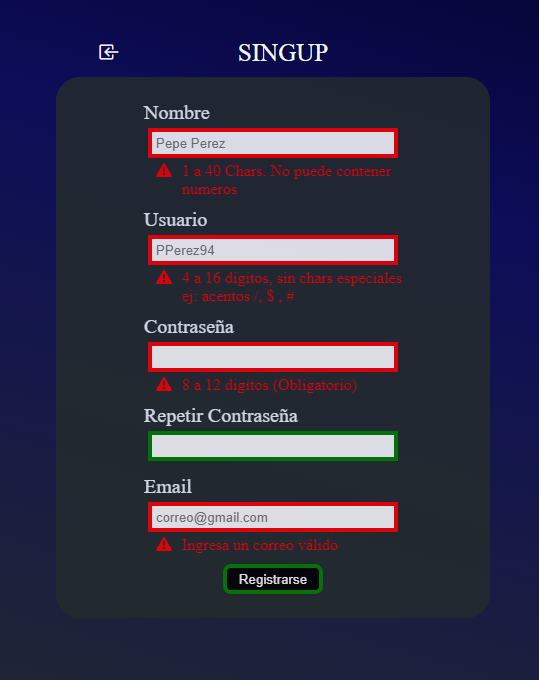 SINGUP
Nombre
Pepe Perez
1 a 40 Chars. No puede contener
numeros
Usuario
PPerez94
4 a 16 digitos, sin chars especiales
ej: acentos /, $ , #
Contraseña
8 a 12 digitos (Obligatorio)
Repetir Contraseña
Email
correo@gmail.com
Ingresa un correo válido
Registrarse